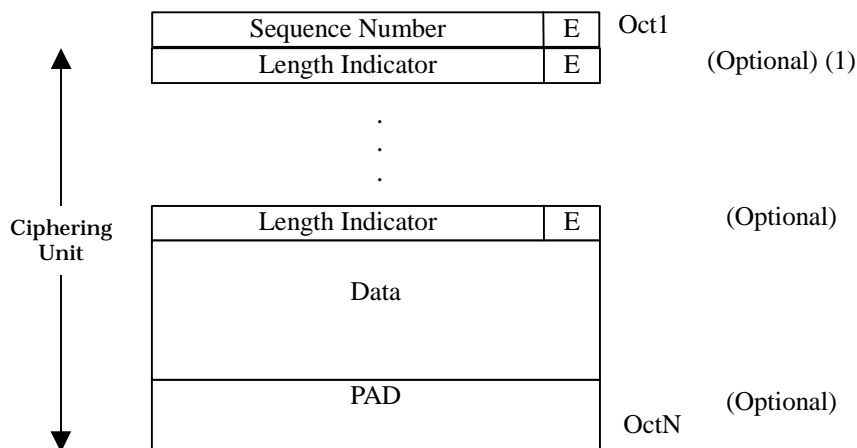 Sequence Number E Oct1
Length Indicator E (Optional) (1)
.
.
.
Length Indicator E (Optional)
Ciphering
Unit
Data
PAD (Optional)
OctN